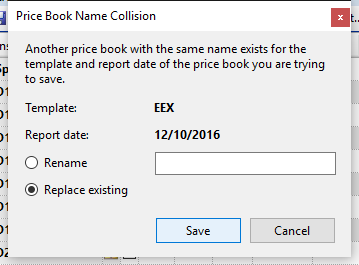 Price Book Name Collision
x
Another price book with the same name exists for the
template and report date of the price book you are trying
to save.
Template: EEX
Report date: 12/10/2016
Rename
Replace existing
Save Cancel